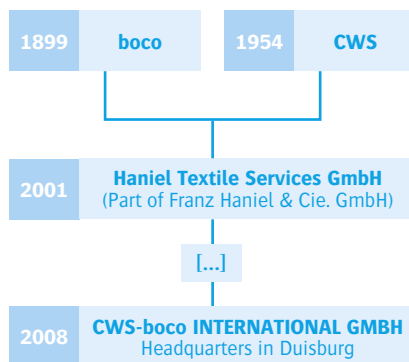 1899 boco 1954 CWS
2001 Haniel Textile Services GmbH
(Part of Franz Haniel & Cie. GmbH)
[...]
2008 CWS-boco INTERNATIONAL GMBH
Headquarters in Duisburg